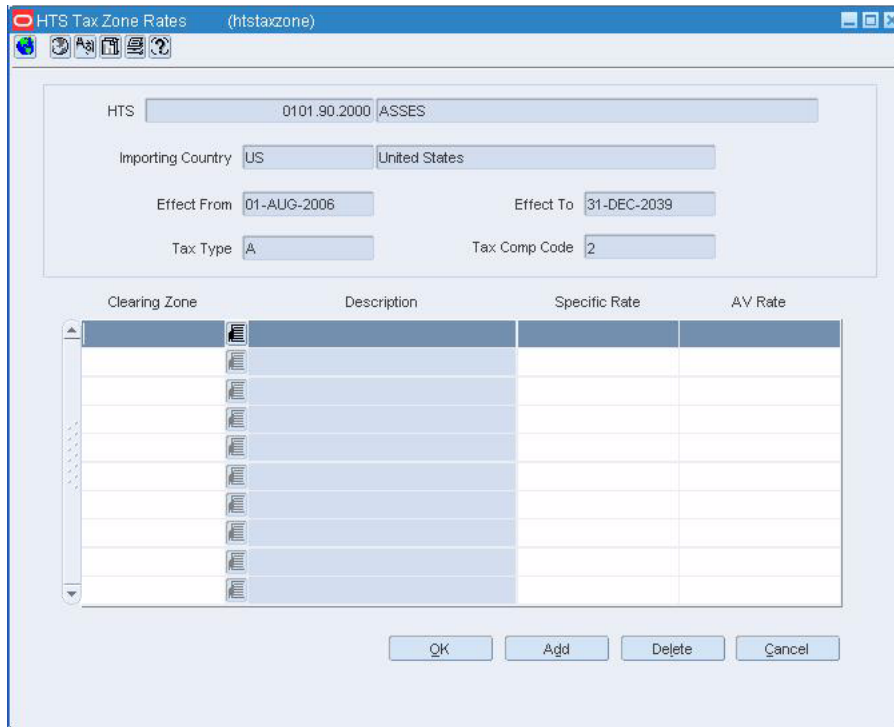 HTS Tax Zone Rates (htstaxzone)
HTS 0101.90.2000 ASSES
Importing Country US United States
Effect From 01-AUG-2006 Effect To 31-DEC-2039
Tax Type A Tax Comp Code 2
Clearing Zone Description Specific Rate AV Rate
OK Add Delete Cancel